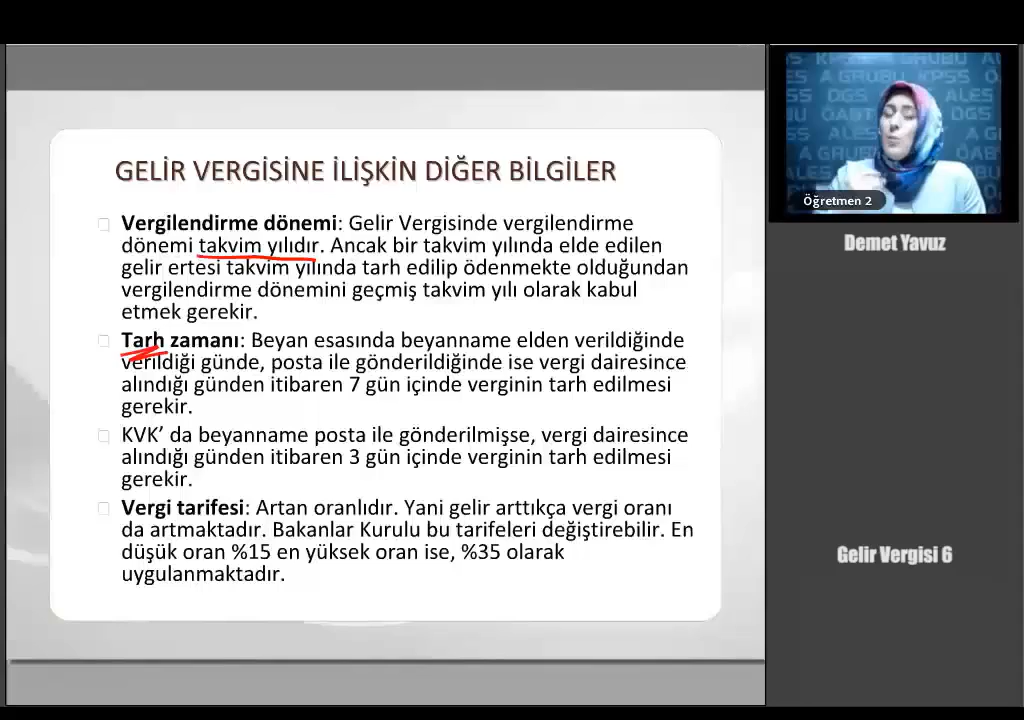 GELİR VERGİSİNE İLİŞKİN DİĞER BİLGİLER
Vergilendirme dönemi: Gelir Vergisinde vergilendirme
dönemi takvim yılıdır. Ancak bir takvim yılında elde edilen
gelir ertesi takvim yılında tarh edilip ödenmekte olduğundan
vergilendirme dönemini geçmiş takvim yılı olarak kabul
etmek gerekir.
Tarh zamanı: Beyan esasında beyanname elden verildiğinde
verildiği günde, posta ile gönderildiğinde ise vergi dairesince
alındığı günden itibaren 7 gün içinde verginin tarh edilmesi
gerekir.
KVK’ da beyanname posta ile gönderilmişse, vergi dairesince
alındığı günden itibaren 3 gün içinde verginin tarh edilmesi
gerekir.
Vergi tarifesi: Artan oranlıdır. Yani gelir arttıkça vergi oranı
da artmaktadır. Bakanlar Kurulu bu tarifeleri değiştirebilir. En
düşük oran %15 en yüksek oran ise, %35 olarak
uygulanmaktadır.
A GRUBU KPSS
DGS ALES
Öğretmen 2
Demet Yavuz
Gelir Vergisi 6